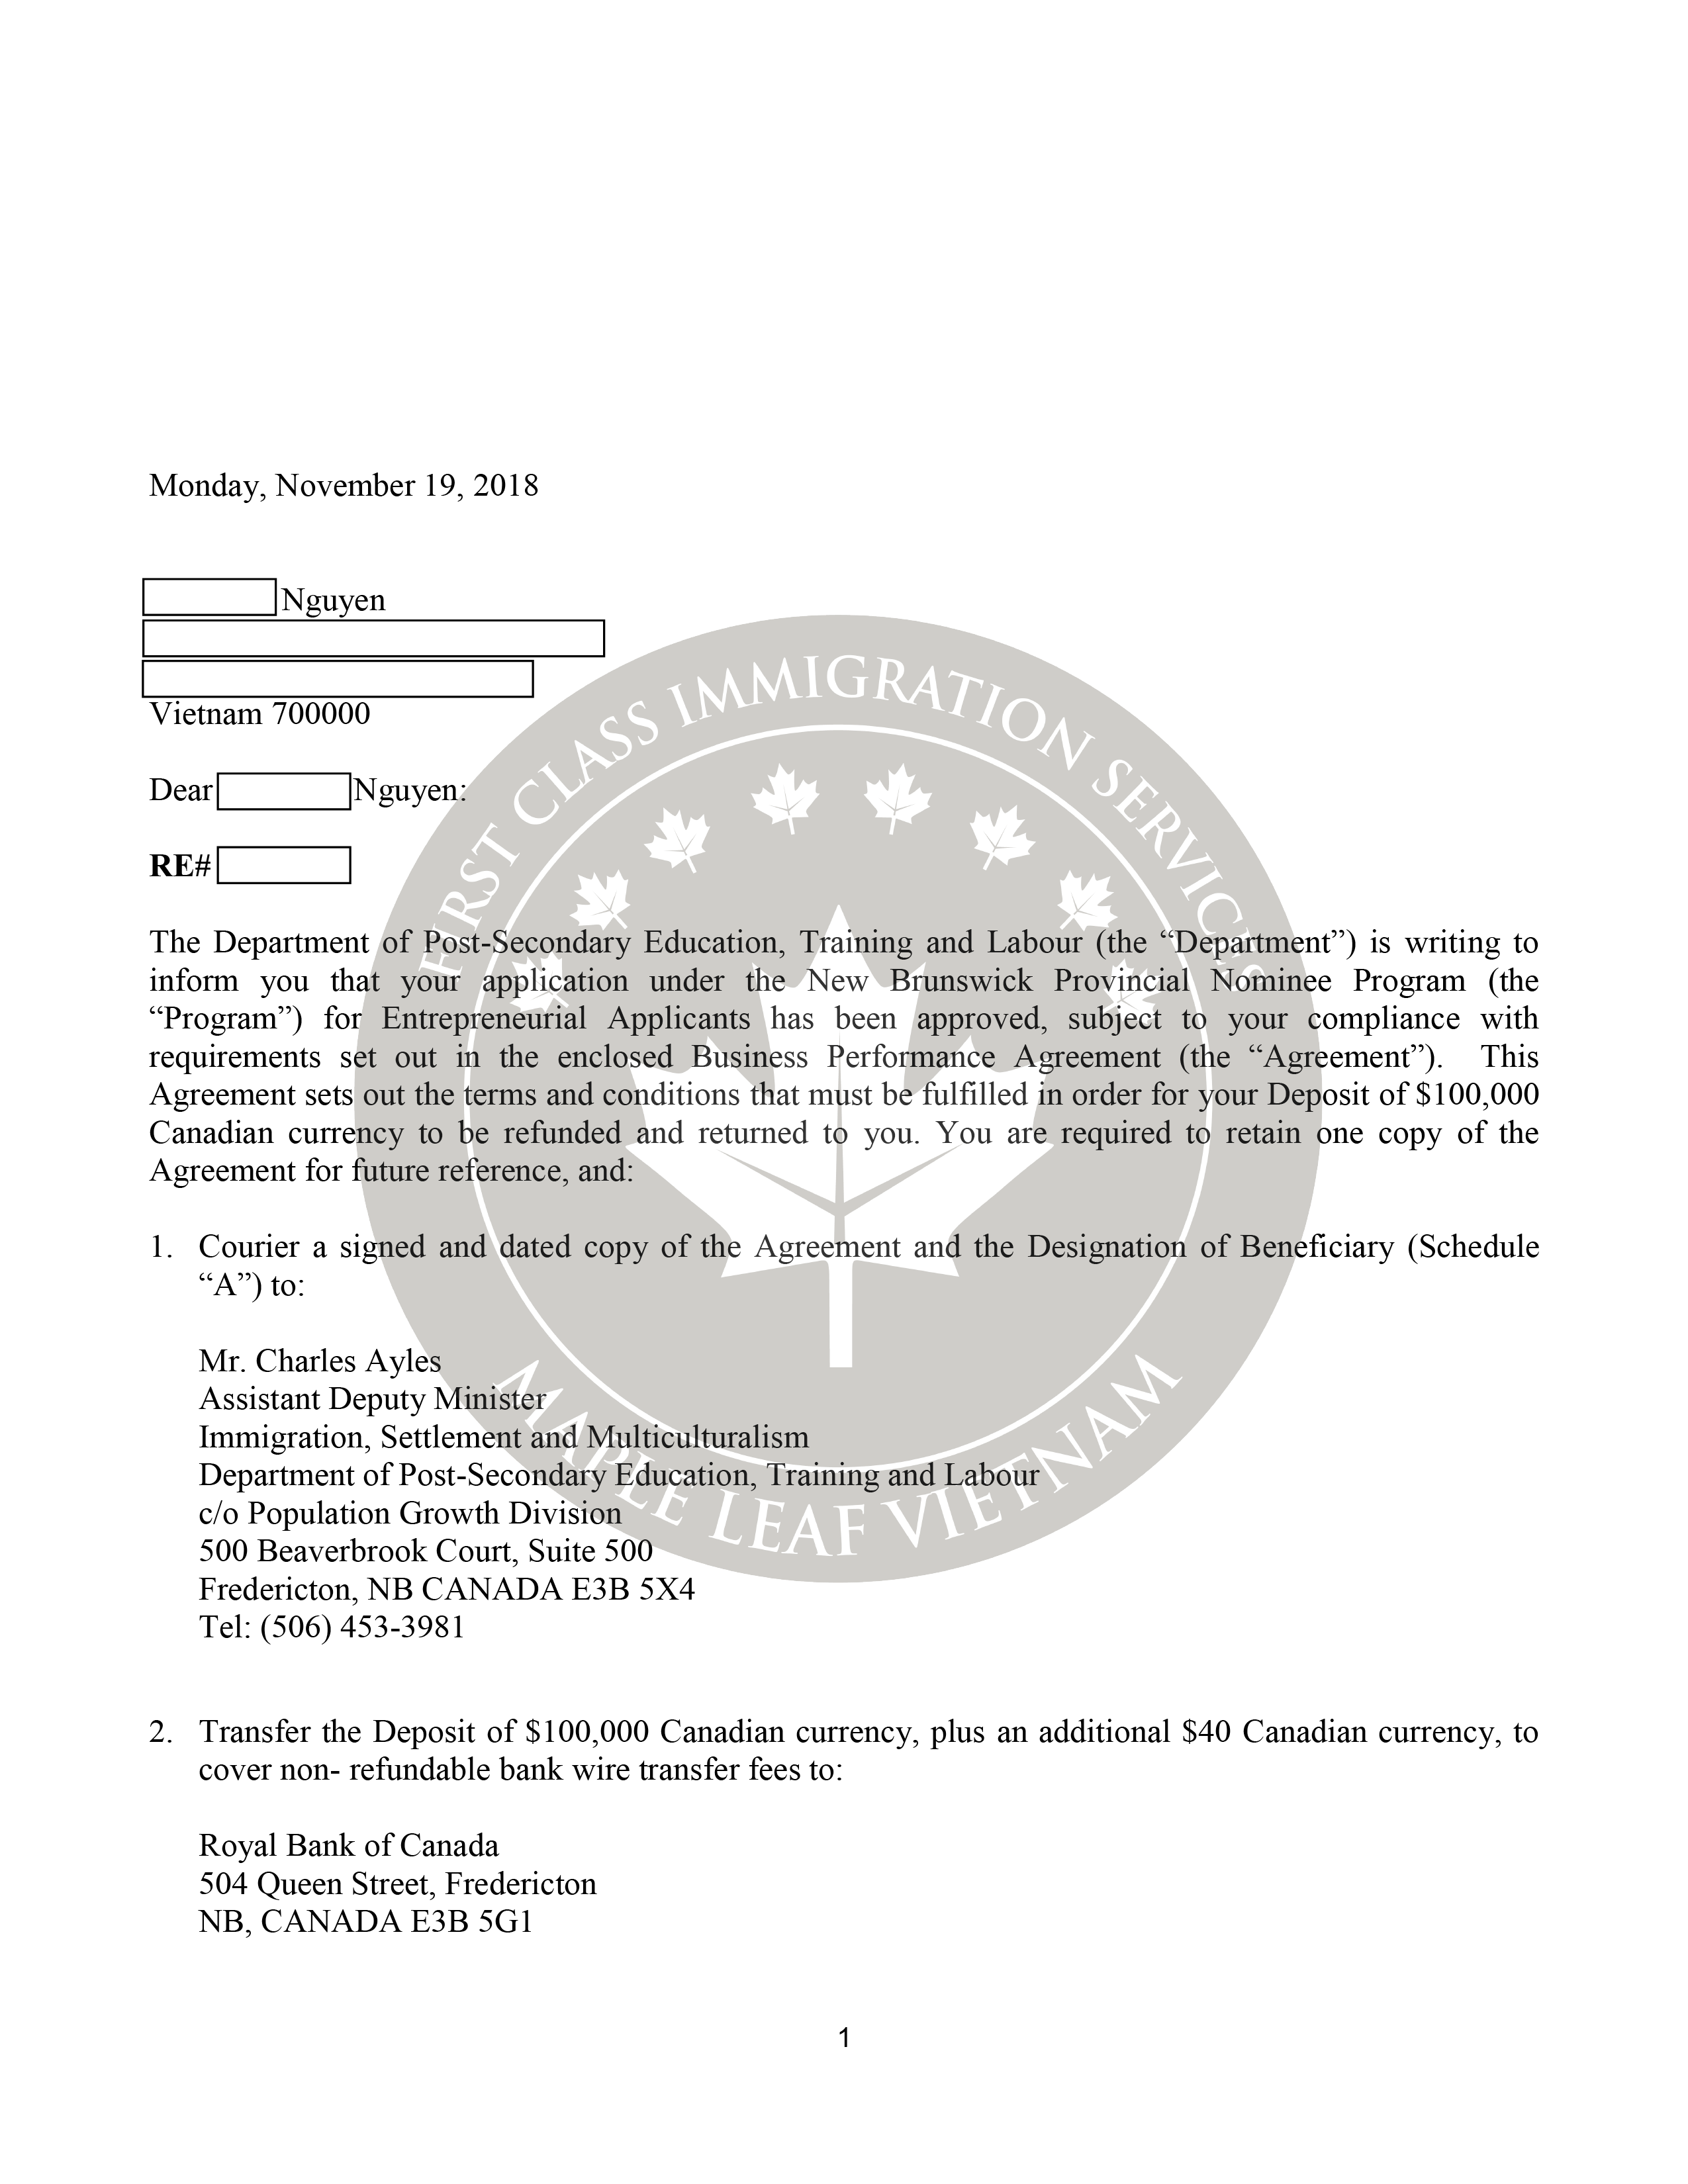 Monday, November 19, 2018
Nguyen
Vietnam 700000
Dear Nguyen:
RE#
The Department of Post-Secondary Education, Training and Labour (the “Department”) is writing to
inform you that your application under the New Brunswick Provincial Nominee Program (the
“Program”) for Entrepreneurial Applicants has been approved, subject to your compliance with
requirements set out in the enclosed Business Performance Agreement (the “Agreement”). This
Agreement sets out the terms and conditions that must be fulfilled in order for your Deposit of $100,000
Canadian currency to be refunded and returned to you. You are required to retain one copy of the
Agreement for future reference, and:
1. Courier a signed and dated copy of the Agreement and the Designation of Beneficiary (Schedule
“A”) to:
Mr. Charles Ayles
Assistant Deputy Minister
Immigration, Settlement and Multiculturalism
Department of Post-Secondary Education, Training and Labour
c/o Population Growth Division
500 Beaverbrook Court, Suite 500
Fredericton, NB CANADA E3B 5X4
Tel: (506) 453-3981
2. Transfer the Deposit of $100,000 Canadian currency, plus an additional $40 Canadian currency, to
cover non- refundable bank wire transfer fees to:
Royal Bank of Canada
504 Queen Street, Fredericton
NB, CANADA E3B 5G1
1
FIRST CLASS IMMIGRATION SERVICES
MAPLE LEAF VIETNAM